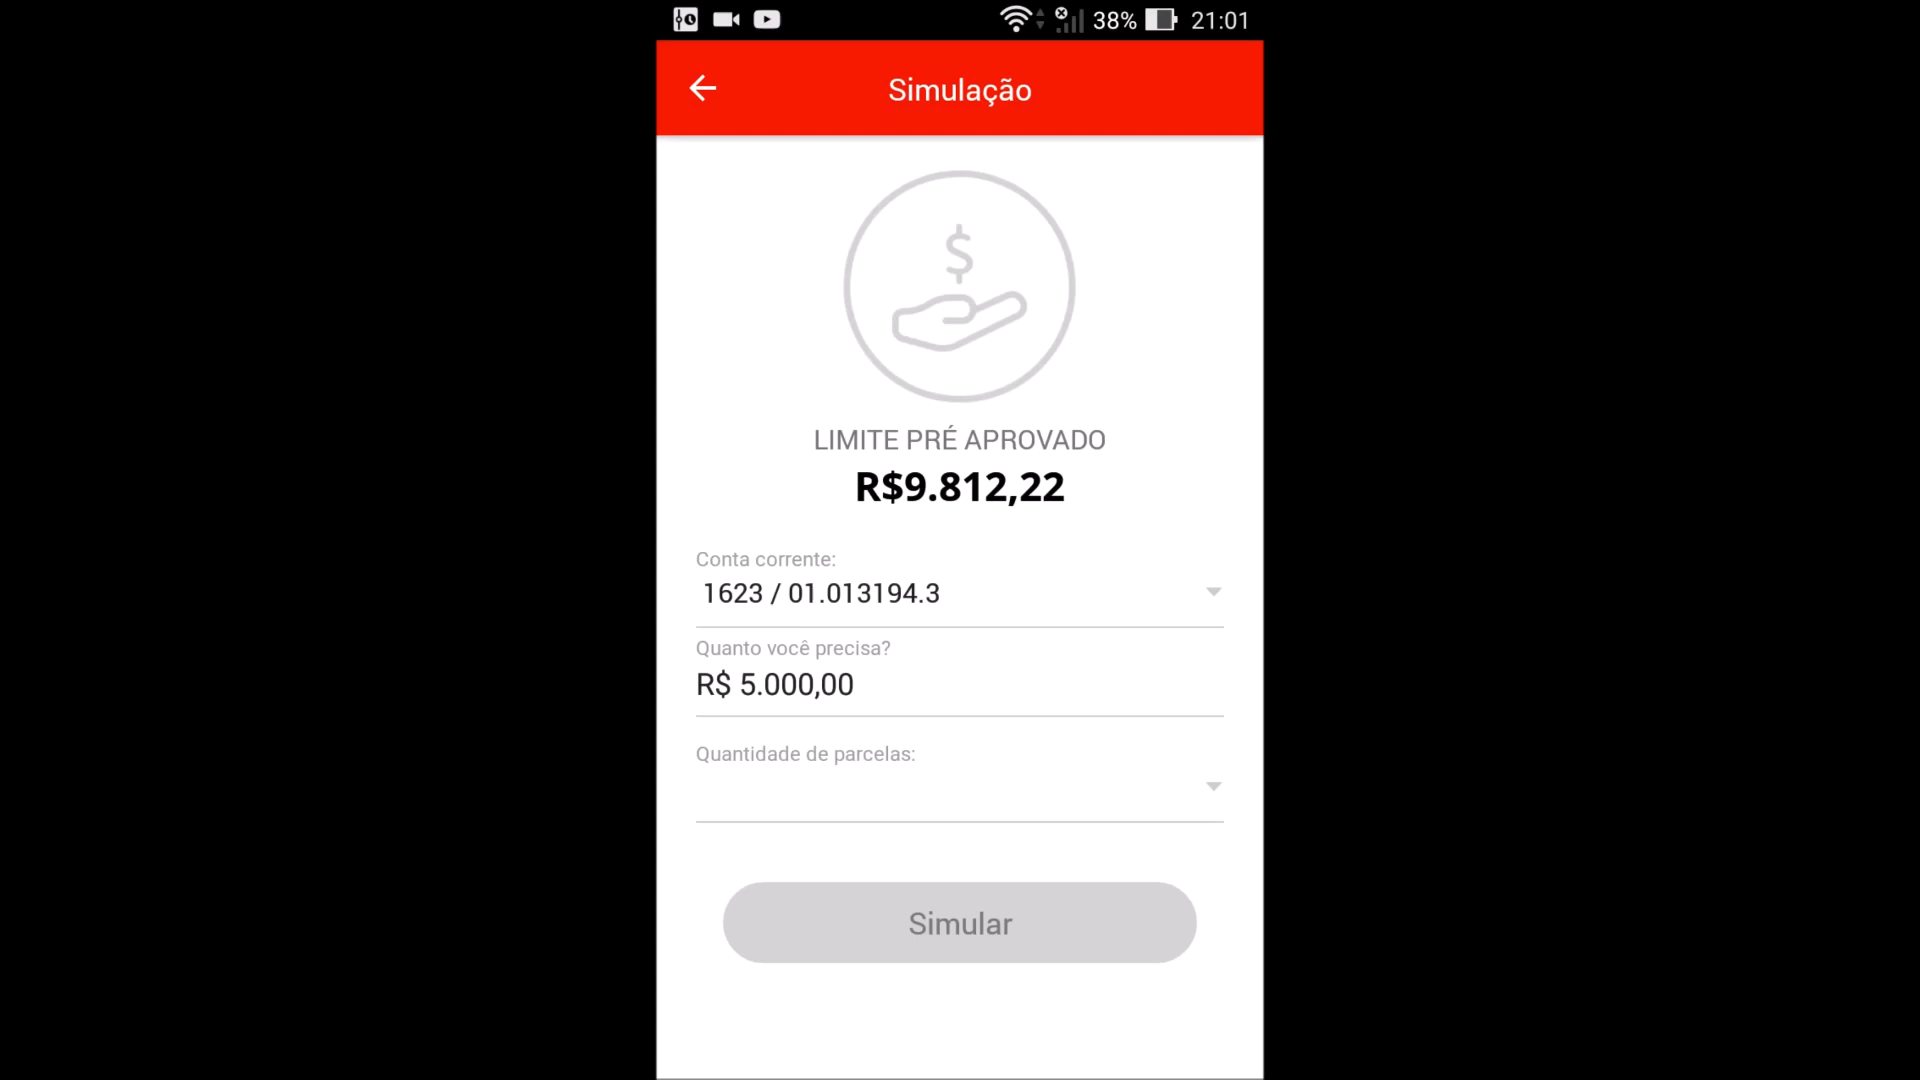 38% 21:01
Simulação
$
LIMITE PRÉ APROVADO
R$9.812,22
Conta corrente:
1623 / 01.013194.3
Quanto você precisa?
R$ 5.000,00
Quantidade de parcelas:
Simular